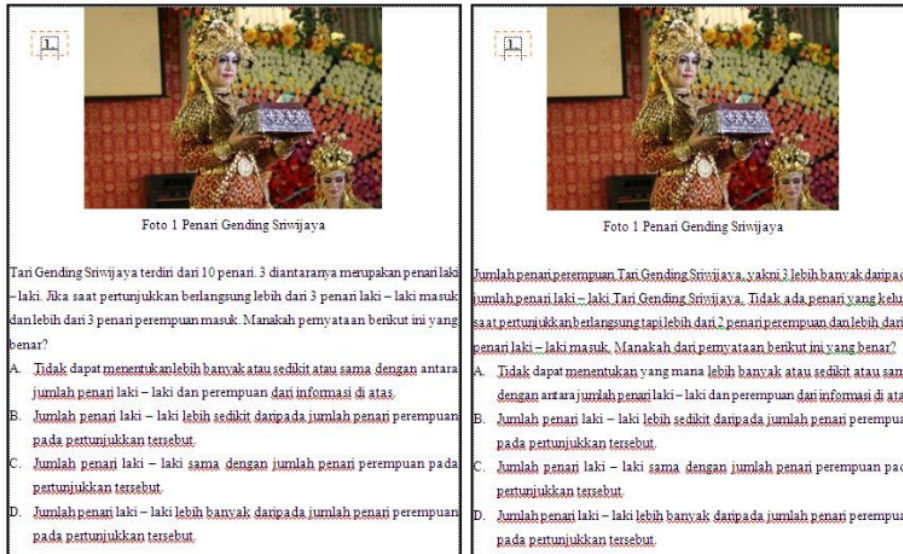 1.
Foto 1 Penari Gending Sriwijaya
Tari Gending Sriwijaya terdiri dari 10 penari. 3 diantaranya merupakan penari laki
– laki. Jika saat pertunjukkan berlangsung lebih dari 3 penari laki – laki masuk
dan lebih dari 3 penari perempuan masuk. Manakah pernyataan berikut ini yang
benar?
A. Tidak dapat menentukan lebih banyak atau sedikit atau sama dengan antara
jumlah penari laki – laki dan perempuan dari informasi di atas.
B. Jumlah penari laki – laki lebih sedikit daripada jumlah penari perempuan
pada pertunjukkan tersebut.
C. Jumlah penari laki – laki sama dengan jumlah penari perempuan pada
pertunjukkan tersebut.
D. Jumlah penari laki – laki lebih banyak daripada jumlah penari perempuan
pada pertunjukkan tersebut.
1.
Foto 1 Penari Gending Sriwijaya
Jumlah penari perempuan Tari Gending Sriwijaya, yakni 3 lebih banyak
jumlah penari laki – laki Tari Gending Sriwijaya. Tidak ada penari yang
saat pertunjukkan berlangsung tapi lebih dari 2 penari perempuan dan lebih dari
penari laki – laki masuk. Manakah dari pernyataan berikut ini yang benar?
A. Tidak dapat menentukan yang mana lebih banyak atau sedikit atau
dengan antara jumlah penari laki – laki dan perempuan dari informasi di
B. Jumlah penari laki – laki lebih sedikit daripada jumlah penari
pada pertunjukkan tersebut.
C. Jumlah penari laki – laki sama dengan jumlah penari perempuan
pertunjukkan tersebut.
D. Jumlah penari laki – laki lebih banyak daripada jumlah penari
pada pertunjukkan tersebut.